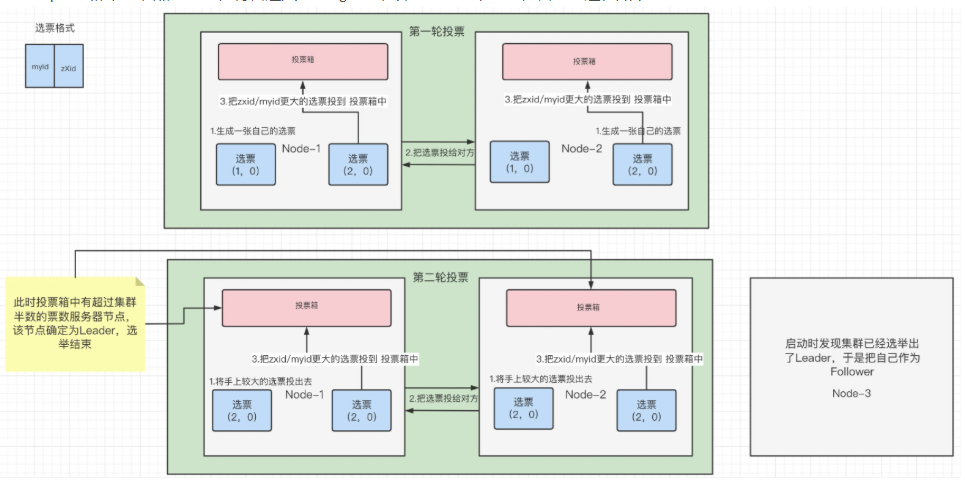 选票格式
myid
zXid
第一轮投票
投票箱
3.把zxid/myid更大的选票投到 投票箱中
1.生成一张自己的选票
Node-1
选票
(1, 0)
选票
(2, 0)
2.把选票投给对方
投票箱
3.把zxid/myid更大的选票投到 投票箱中
1.生成一张自己的选票
Node-2
选票
(1, 0)
选票
(2, 0)
第二轮投票
此时投票箱中有超过集群
半数的票数服务器节点,
该节点确定为Leader, 选
举结束
投票箱
3.把zxid/myid更大的选票投到 投票箱中
1.将手上较大的选票投出去
Node-1
选票
(2, 0)
选票
(2, 0)
2.把选票投给对方
投票箱
3.把zxid/myid更大的选票投到 投票箱中
1.将手上较大的选票投出去
Node-2
选票
(2, 0)
选票
(2, 0)
启动时发现集群已经选举出
了Leader, 于是把自己作为
Follower
Node-3